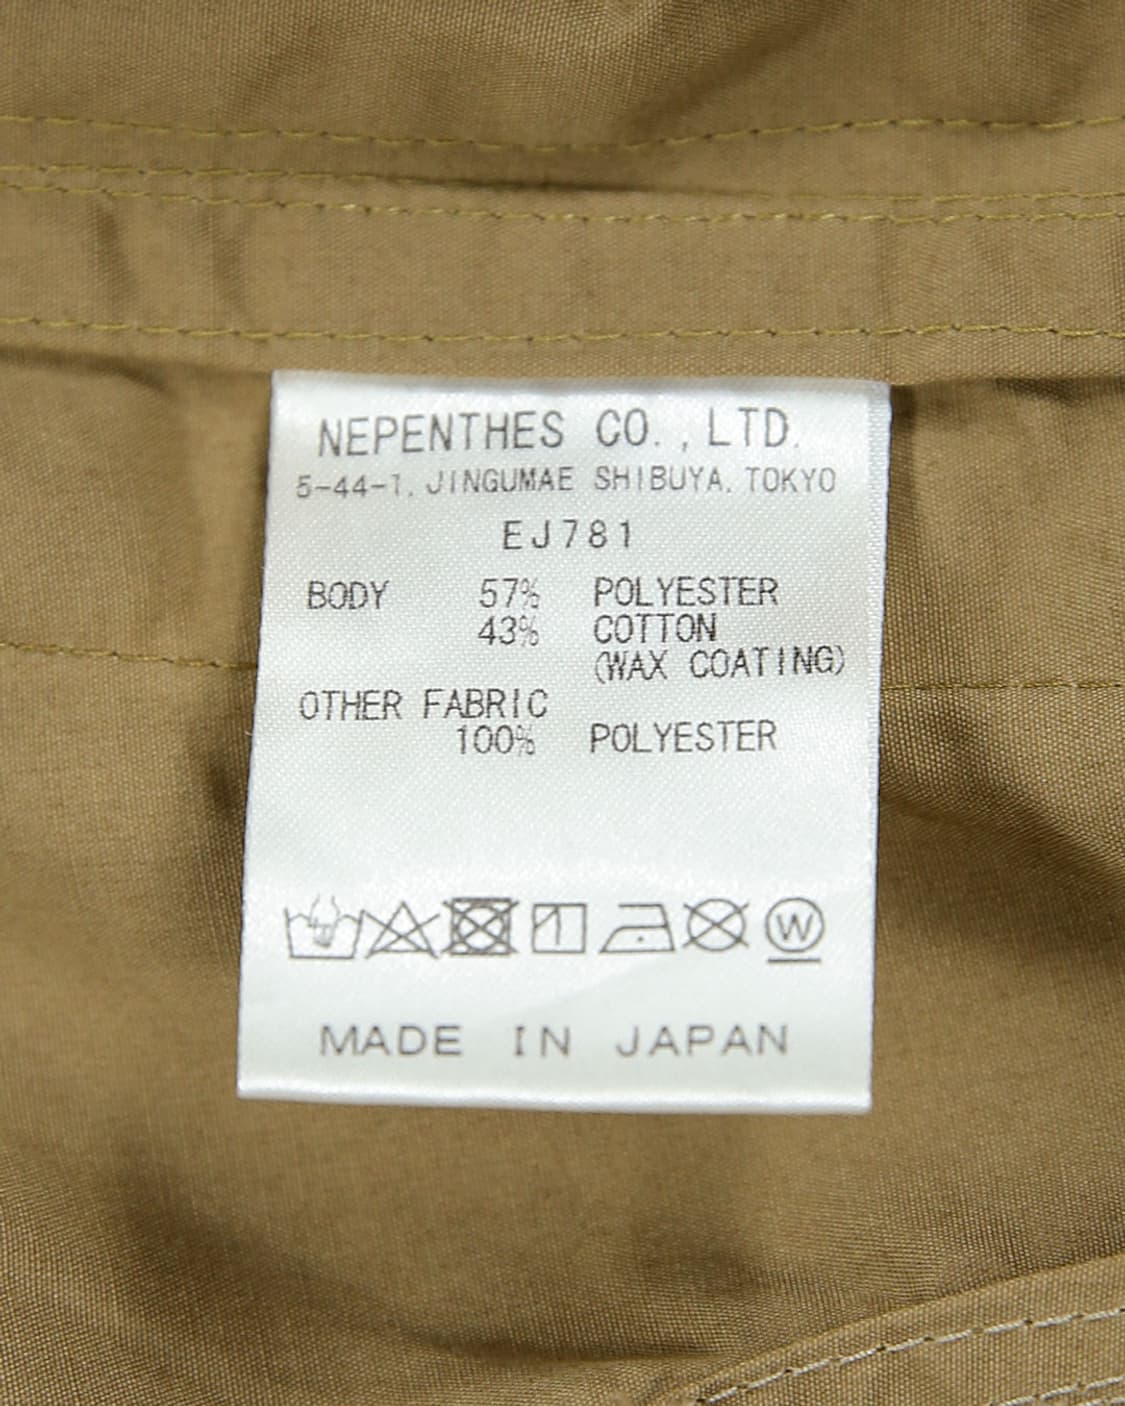 NEPENTHES CO.,LTD.
5-44-1, JINGUMAE SHIBUYA, TOKYO
EJ781
BODY 57% POLYESTER
43% COTTON
(WAX COATING)
OTHER FABRIC
100% POLYESTER
W
MADE IN JAPAN